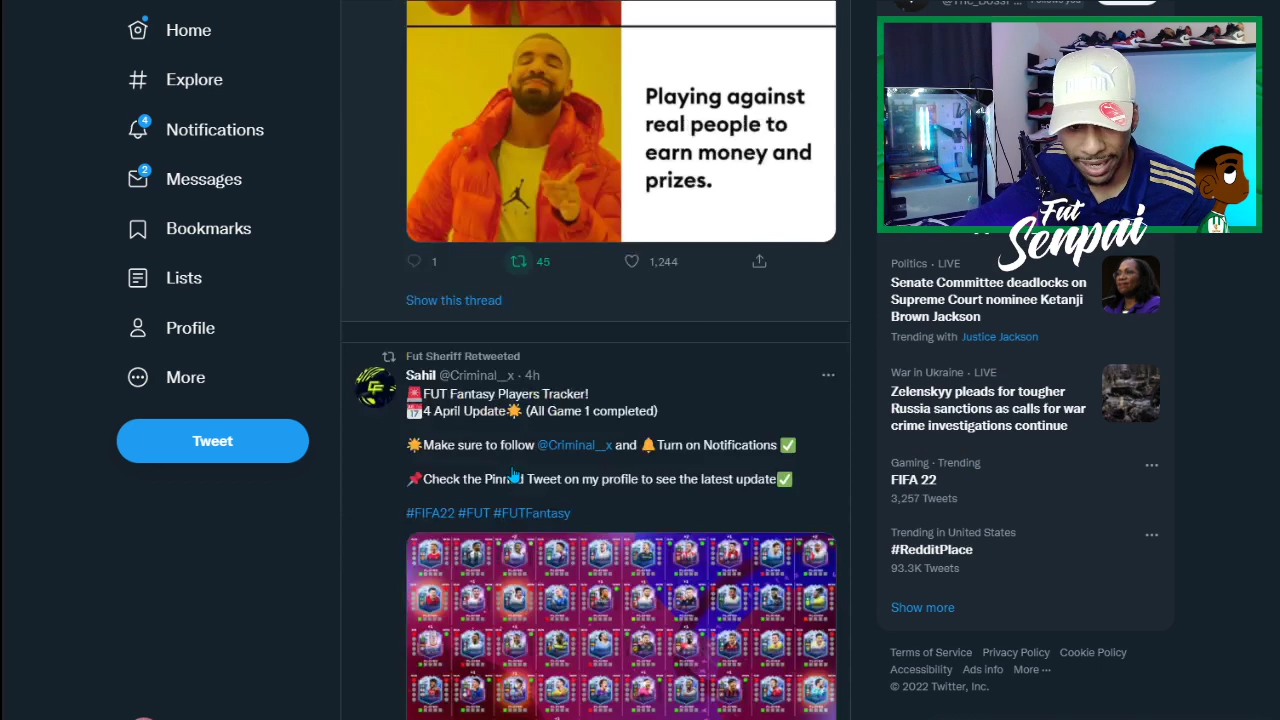 Home
Explore
4
Notifications
2
Messages
Bookmarks
Lists
Profile
More
Tweet
Playing against
real people to
earn money and
prizes.
1
45
1,244
Show this thread
Fut Sheriff Retweeted
Sahil @Criminal__x · 4h
FUT Fantasy Players Tracker!
4 April Update (All Game 1 completed)
Make sure to follow @Criminal__x and Turn on Notifications
Check the Pinned Tweet on my profile to see the latest update
#FIFA22 #FUT #FUTFantasy
Fut
Senpai
Politics · LIVE
Senate Committee deadlocks on
Supreme Court nominee Ketanji
Brown Jackson
Trending with Justice Jackson
War in Ukraine · LIVE
Zelenskyy pleads for tougher
Russia sanctions as calls for war
crime investigations continue
Gaming · Trending
FIFA 22
3,257 Tweets
Trending in United States
#RedditPlace
93.3K Tweets
Show more
Terms of Service Privacy Policy Cookie Policy
Accessibility Ads info More
© 2022 Twitter, Inc.